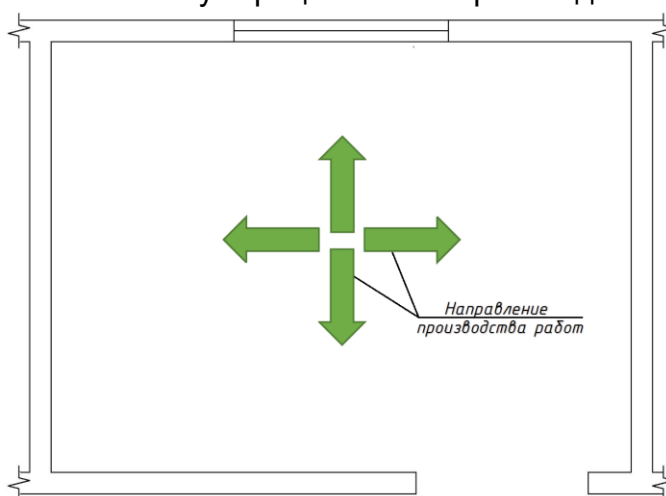 Направление
производства работ